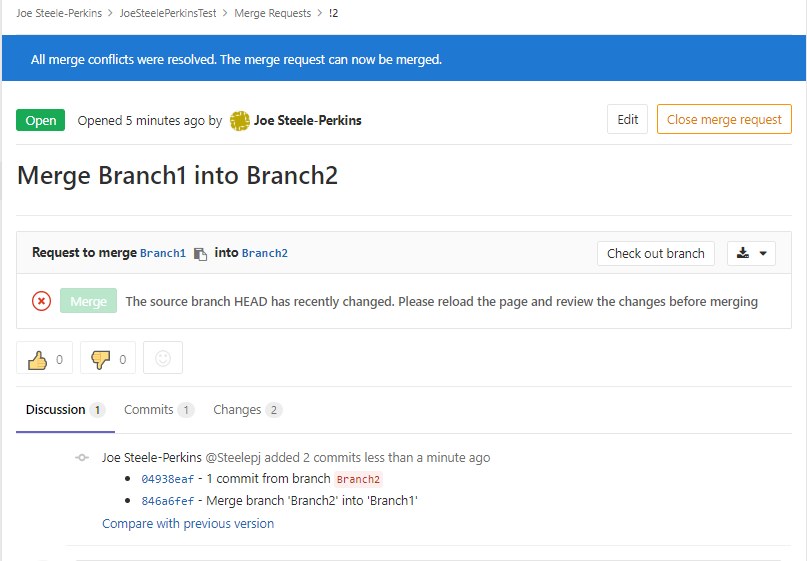 Joe Steele-Perkins > JoeSteelePerkinsTest > Merge Requests > !2
All merge conflicts were resolved. The merge request can now be merged.
Open Opened 5 minutes ago by Joe Steele-Perkins Edit Close merge request
Merge Branch1 into Branch2
Request to merge Branch1 into Branch2 Check out branch
Merge The source branch HEAD has recently changed. Please reload the page and review the changes before merging
0 0
Discussion 1 Commits 1 Changes 2
Joe Steele-Perkins @Steelepj added 2 commits less than a minute ago
• 04938eaf - 1 commit from branch Branch2
• 846a6fef - Merge branch 'Branch2' into 'Branch1'
Compare with previous version